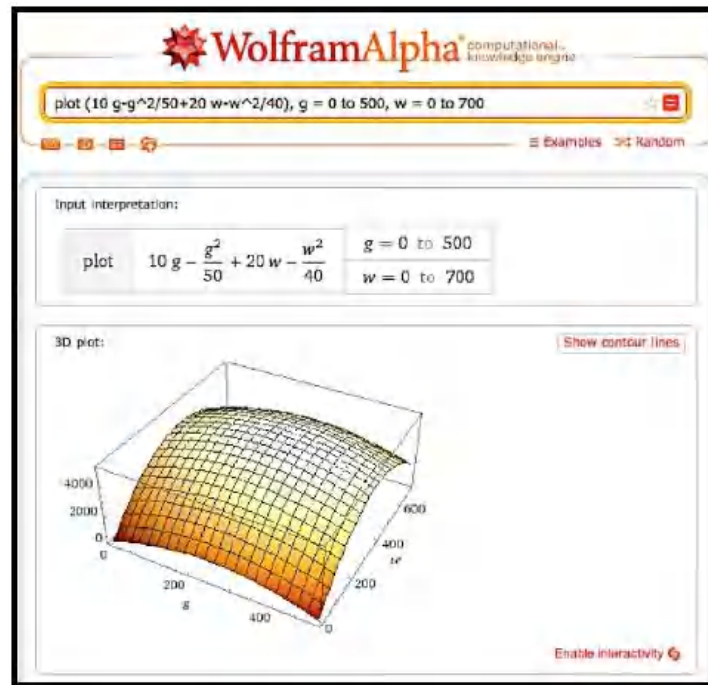 WolframAlpha computational
knowledge engine
plot (10 g-g^2/50+20 w-w^2/40), g = 0 to 500, w = 0 to 700
Examples Random
Input interpretation:
plot 10 g − g²/50 + 20 w − w²/40
g = 0 to 500
w = 0 to 700
3D plot:
Show contour lines
4000
2000
0
0
200
g
400
0
200
w
400
600
Enable interactivity